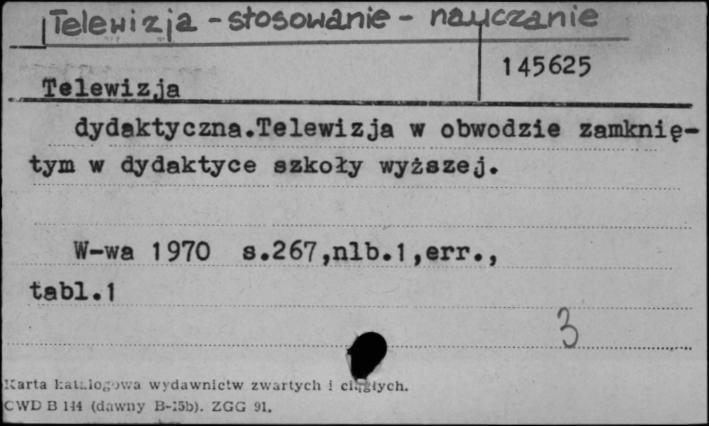 Telewizja - stosowanie - nauczanie
145625
Telewizja
dydaktyczna.Telewizja w obwodzie zamknię-
tym w dydaktyce szkoły wyższej.
W-wa 1970 s.267,nlb.1,err.,
tabl.1
3
Karta katalogowa wydawnictw zwartych i ciągłych.
CWD B 144 (dawny B-15b). ZGG 91.